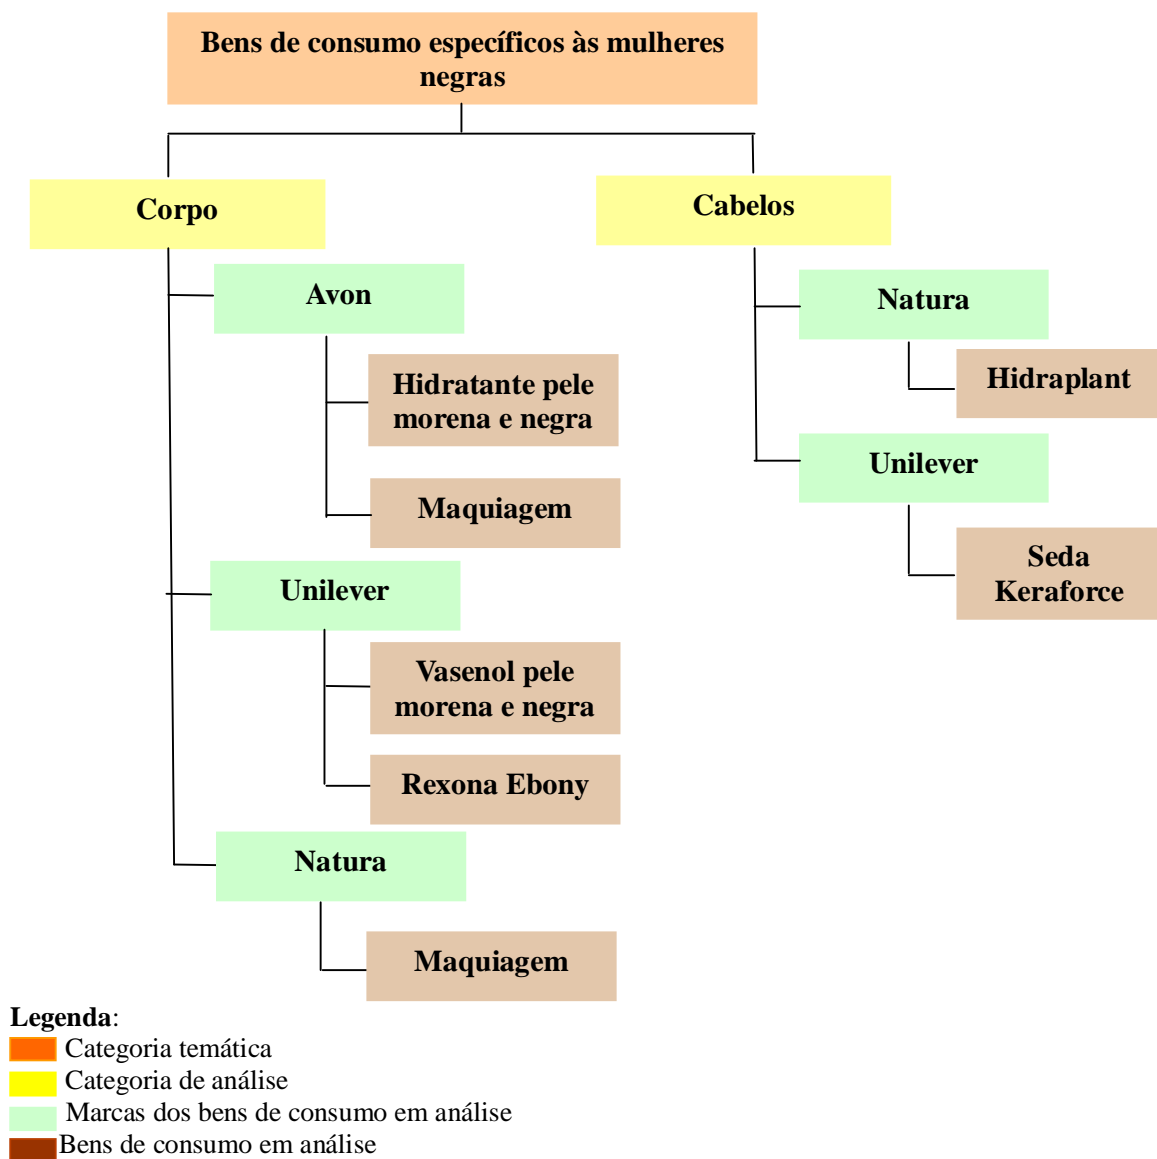 Bens de consumo específicos às mulheres
negras
Corpo
Avon
Hidratante pele
morena e negra
Maquiagem
Unilever
Vasenol pele
morena e negra
Rexona Ebony
Natura
Maquiagem
Cabelos
Natura
Hidraplant
Unilever
Seda
Keraforce
Legenda:
Categoria temática
Categoria de análise
Marcas dos bens de consumo em análise
Bens de consumo em análise